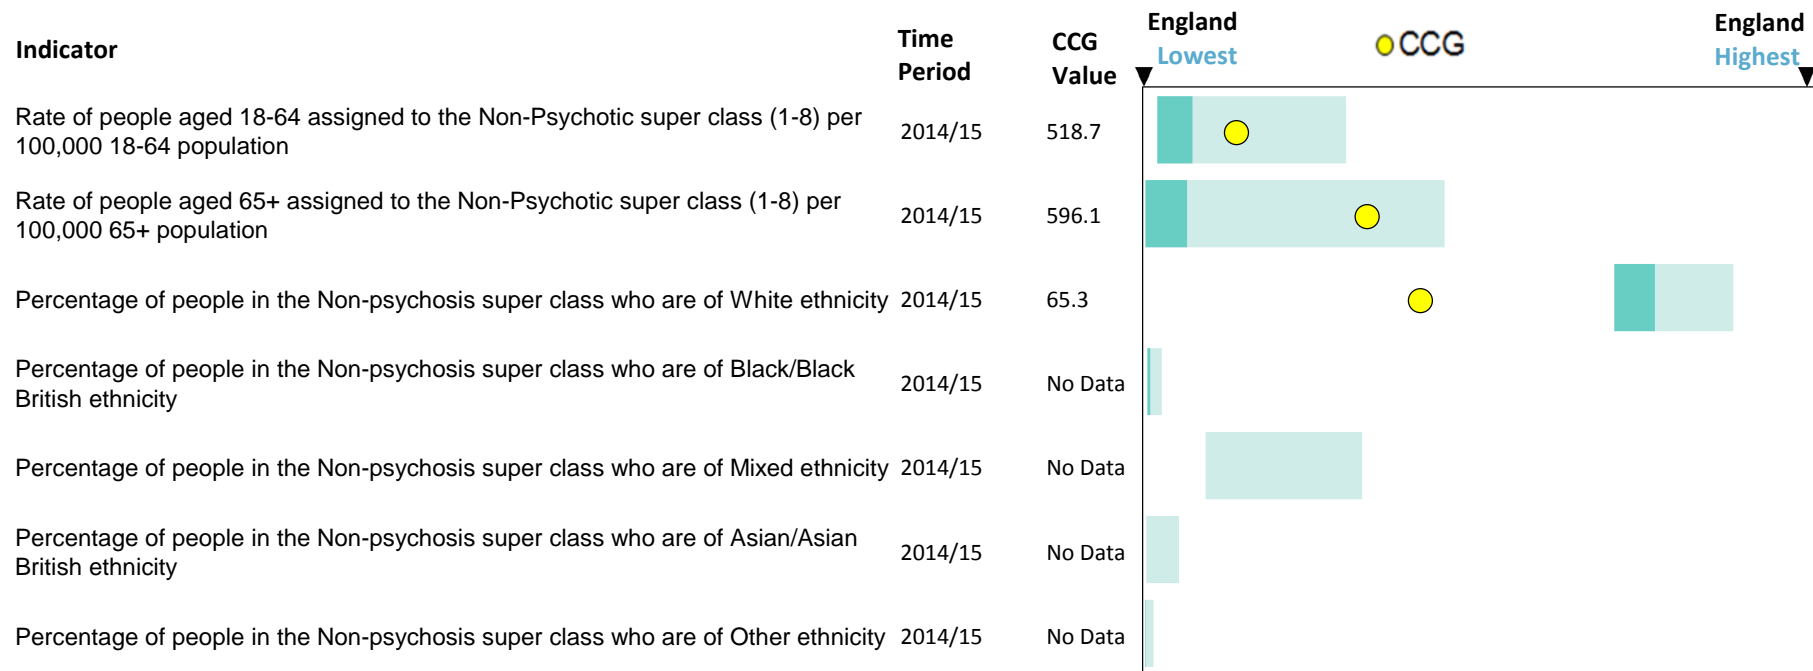 Indicator
Time
Period
CCG
Value
England
Lowest
CCG
England
Highest
Rate of people aged 18-64 assigned to the Non-Psychotic super class (1-8) per
100,000 18-64 population
2014/15
518.7
Rate of people aged 65+ assigned to the Non-Psychotic super class (1-8) per
100,000 65+ population
2014/15
596.1
Percentage of people in the Non-psychosis super class who are of White ethnicity
2014/15
65.3
Percentage of people in the Non-psychosis super class who are of Black/Black
British ethnicity
2014/15
No Data
Percentage of people in the Non-psychosis super class who are of Mixed ethnicity
2014/15
No Data
Percentage of people in the Non-psychosis super class who are of Asian/Asian
British ethnicity
2014/15
No Data
Percentage of people in the Non-psychosis super class who are of Other ethnicity
2014/15
No Data